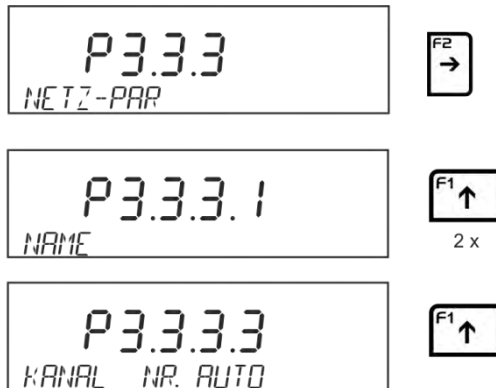 P3.3.3
NETZ-PAR
F2
→
P3.3.3.1
NAME
F1
↑
2 x
P3.3.3.3
KANAL NR. AUTO
F1
↑